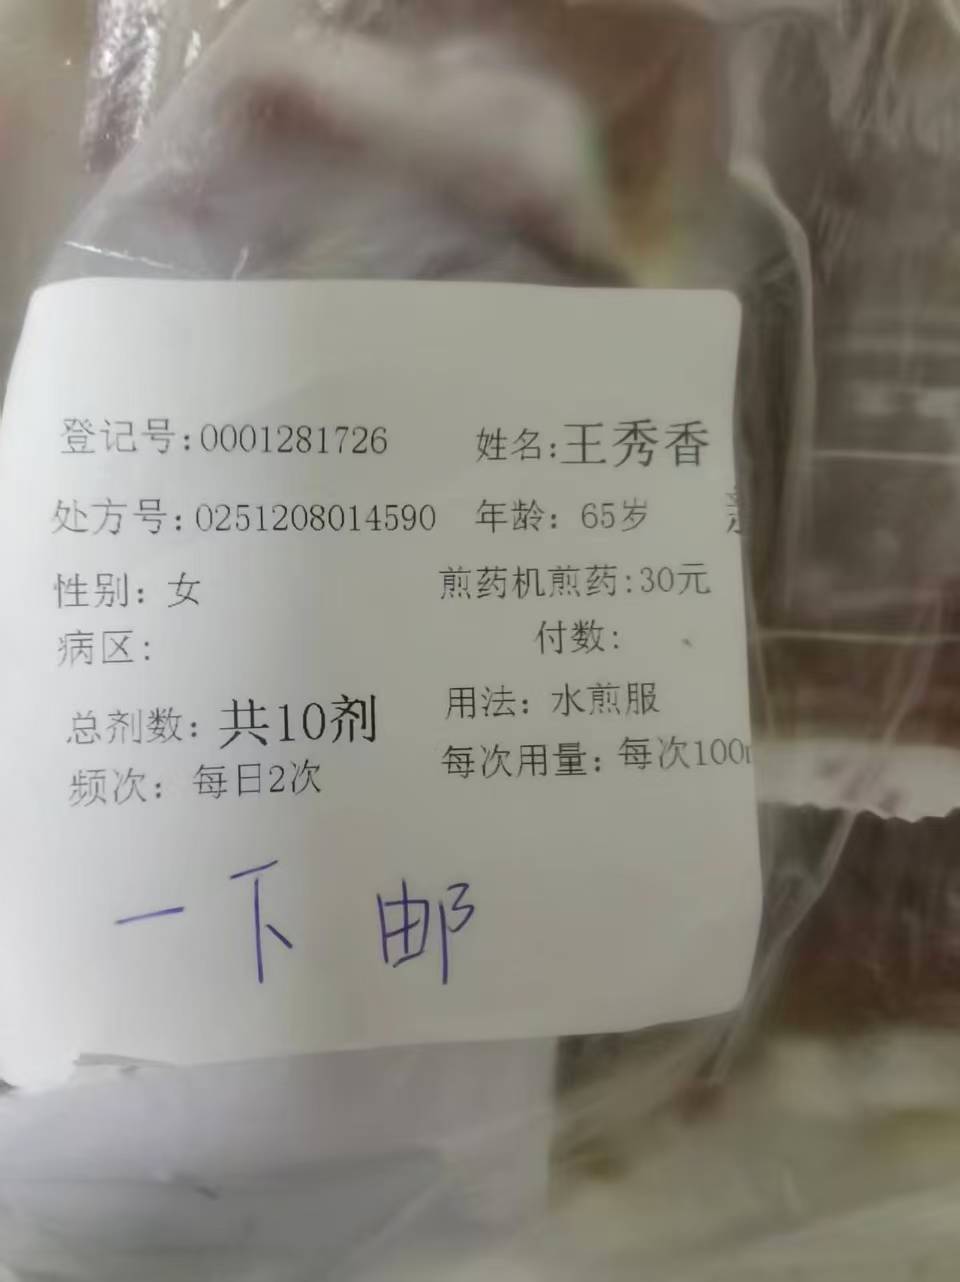 登记号:0001281726 姓名:王秀香
处方号:0251208014590 年龄: 65岁
性别: 女 煎药机煎药:30元
病区: 付数:
总剂数: 共10剂 用法: 水煎服
频次: 每日2次 每次用量: 每次100
一下 邮